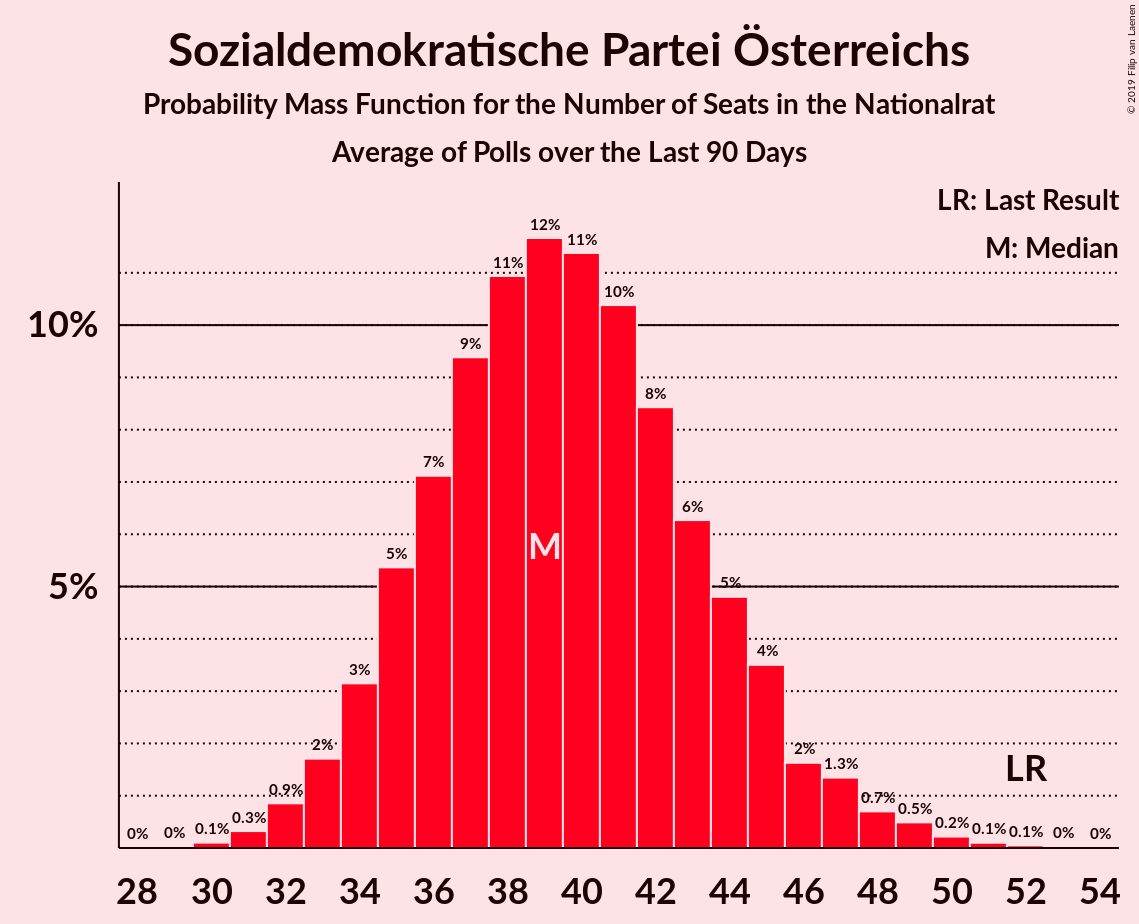 Sozialdemokratische Partei Österreichs
Probability Mass Function for the Number of Seats in the Nationalrat
Average of Polls over the Last 90 Days
© 2019 Filip van Laenen
LR: Last Result
M: Median
10%
5%
0% 0% 0.1% 0.3% 0.9% 2% 3% 5% 7% 9% 11% 12% 11% 10% 8% 6% 5% 4% 2% 1.3% 0.7% 0.5% 0.2% 0.1% 0.1% 0% 0%
M
LR
28 30 32 34 36 38 40 42 44 46 48 50 52 54